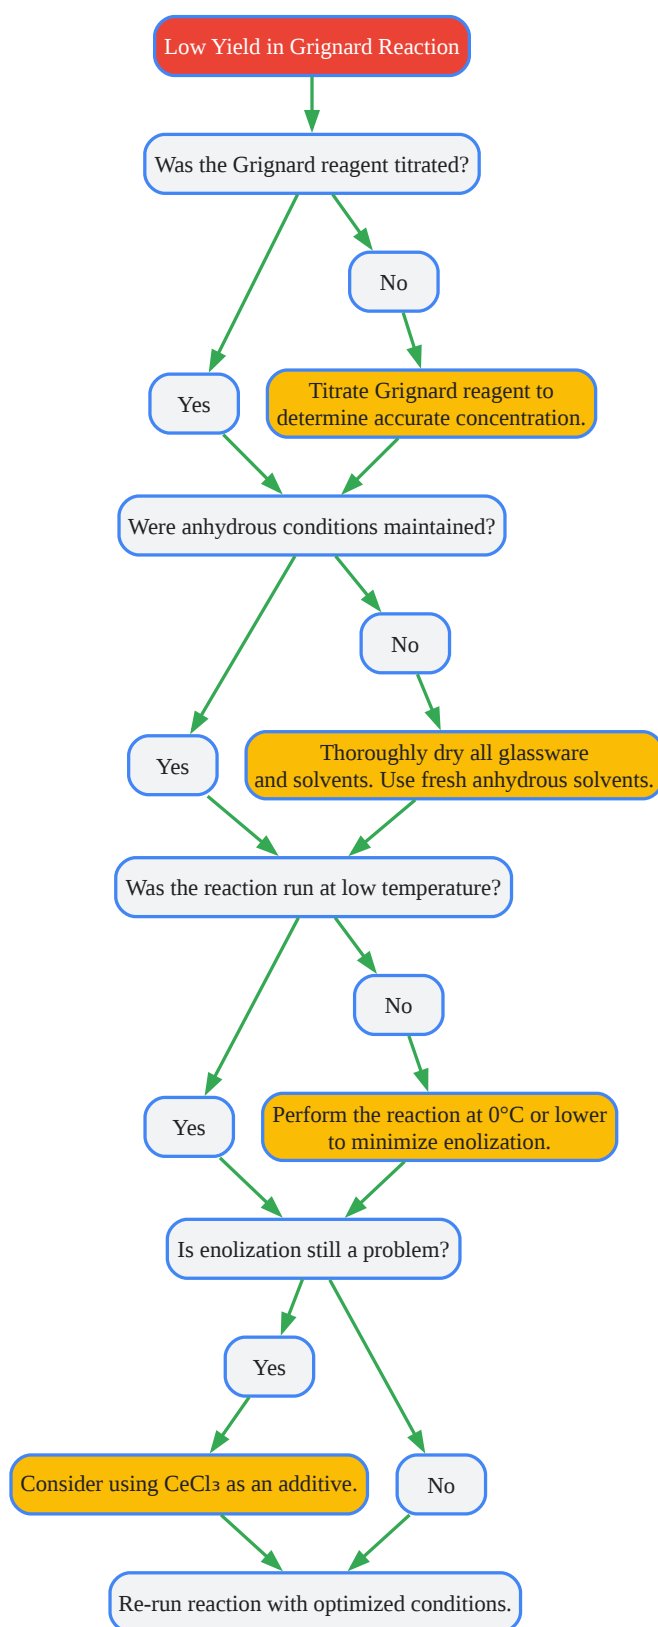 Low Yield in Grignard Reaction
Was the Grignard reagent titrated?
No
Yes
Titrate Grignard reagent to
determine accurate concentration.
Were anhydrous conditions maintained?
No
Yes
Thoroughly dry all glassware
and solvents. Use fresh anhydrous solvents.
Was the reaction run at low temperature?
No
Yes
Perform the reaction at 0°C or lower
to minimize enolization.
Is enolization still a problem?
Yes
Consider using CeCl₃ as an additive.
No
Re-run reaction with optimized conditions.